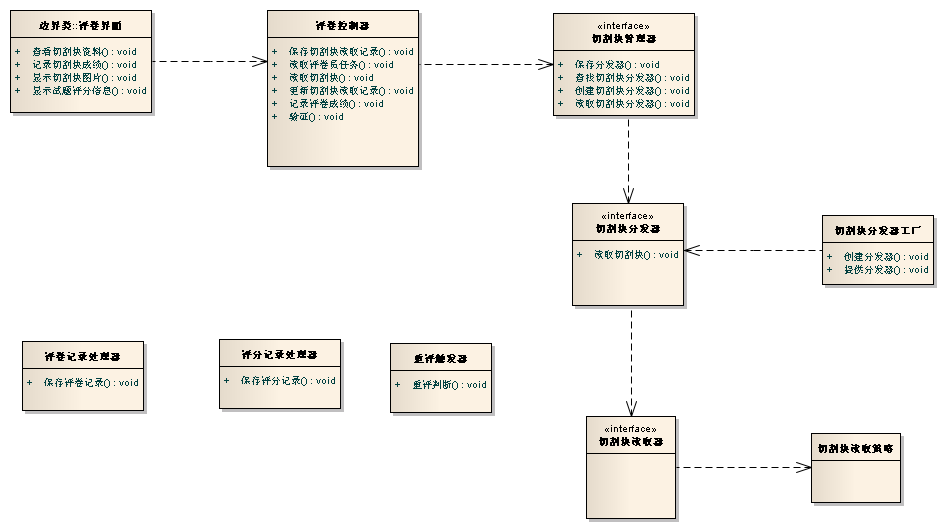 边界类::评卷界面
+ 查看切割块资料() : void
+ 记录切割块成绩() : void
+ 显示切割块图片() : void
+ 显示试题评分信息() : void
评卷控制器
+ 保存切割块读取记录() : void
+ 读取评卷员任务() : void
+ 读取切割块() : void
+ 更新切割块读取记录() : void
+ 记录评卷成绩() : void
+ 验证() : void
«interface»
切割块管理器
+ 保存分发器() : void
+ 查找切割块分发器() : void
+ 创建切割块分发器() : void
+ 读取切割块分发器() : void
«interface»
切割块分发器
+ 读取切割块() : void
切割块分发器工厂
+ 创建分发器() : void
+ 提供分发器() : void
评卷记录处理器
+ 保存评卷记录() : void
评分记录处理器
+ 保存评分记录() : void
重评触发器
+ 重评判断() : void
«interface»
切割块读取器
切割块读取策略